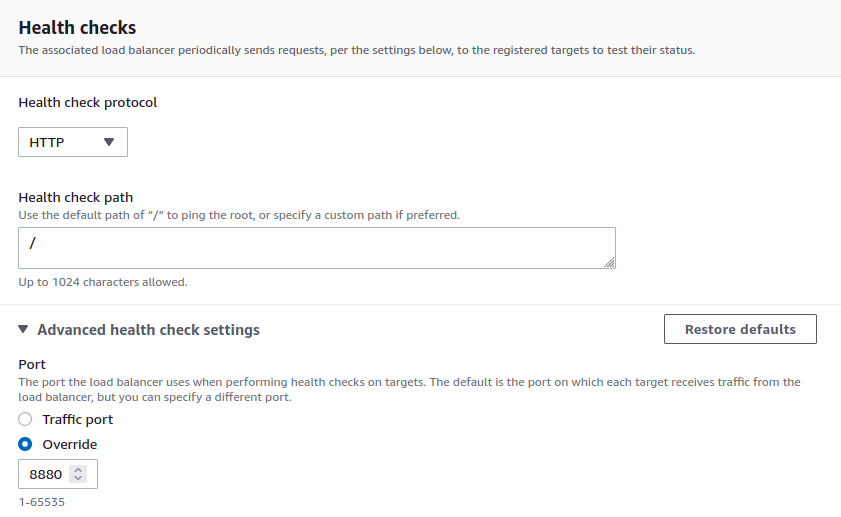 Health checks
The associated load balancer periodically sends requests, per the settings below, to the registered targets to test their status.
Health check protocol
HTTP
Health check path
Use the default path of "/" to ping the root, or specify a custom path if preferred.
/
Up to 1024 characters allowed.
Advanced health check settings
Restore defaults
Port
The port the load balancer uses when performing health checks on targets. The default is the port on which each target receives traffic from the
load balancer, but you can specify a different port.
Traffic port
Override
8880
1-65535